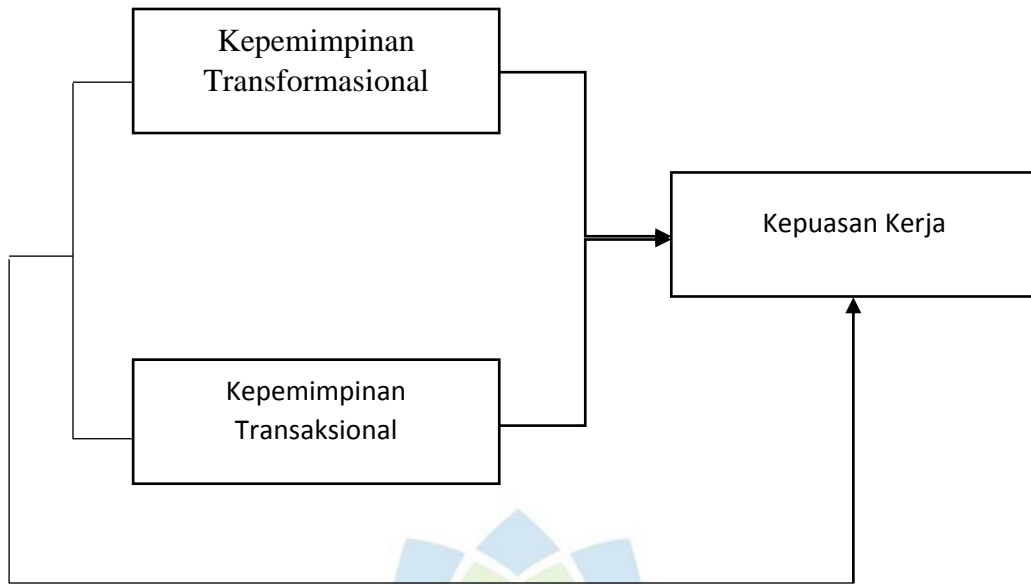 Kepemimpinan
Transformasional
Kepuasan Kerja
Kepemimpinan
Transaksional